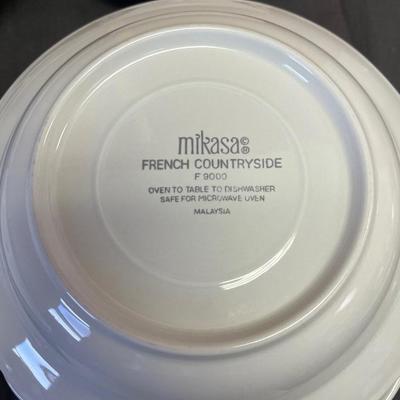 mikasa©®
FRENCH COUNTRYSIDE
F 9000
OVEN TO TABLE TO DISHWASHER
SAFE FOR MICROWAVE OVEN
MALAYSIA